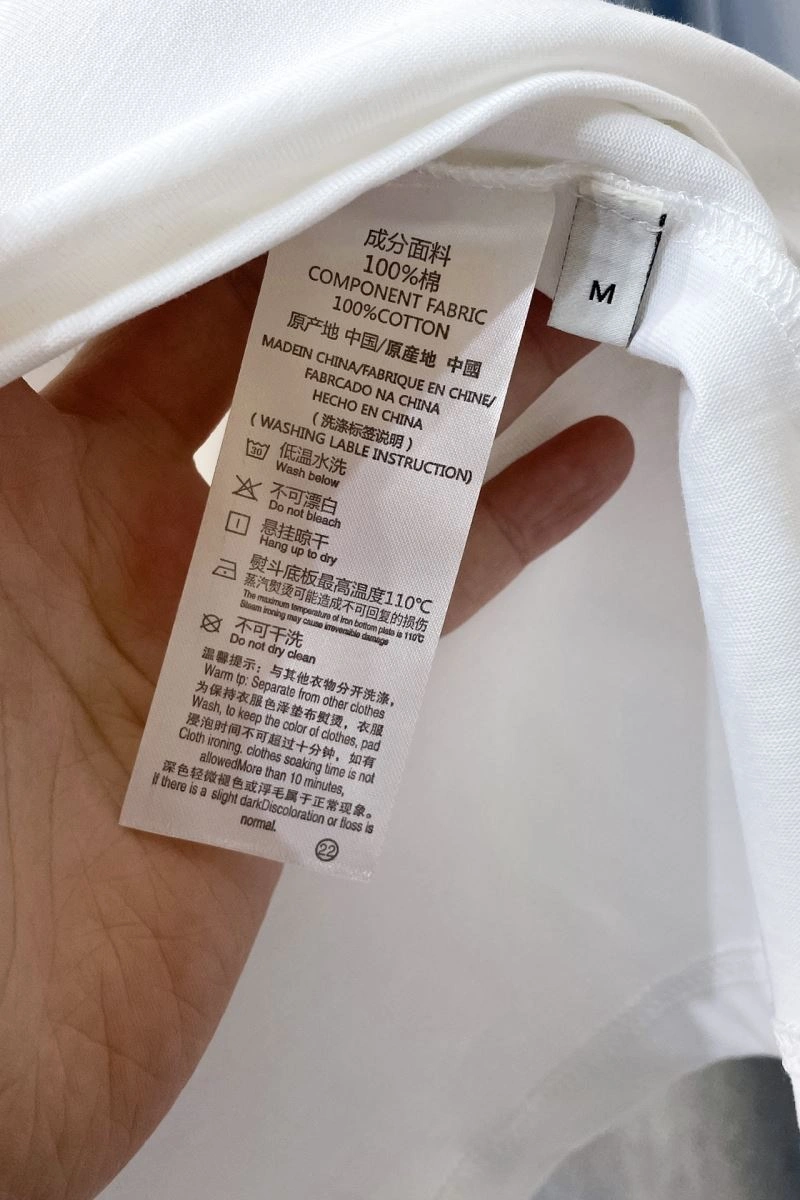 成分面料
100%棉
COMPONENT FABRIC
100%COTTON
原产地 中国/原產地 中國
MADEIN CHINA/FABRIQUE EN CHINE/
FABRCADO NA CHINA
HECHO EN CHINA
(洗涤标签说明)
(WASHING LABLE INSTRUCTION)
30
低温水洗
Wash below
不可漂白
Do not bleach
悬挂晾干
Hang up to dry
熨斗底板最高温度110℃
蒸汽熨烫可能造成不可回复的损伤
The maximum temperature of iron bottom plate is 110℃
Steam ironing may cause irreversible damage
不可干洗
Do not dry clean
温馨提示：与其他衣物分开洗涤，
Warm tp: Separate from other clothes
为保持衣服色泽垫布熨烫，衣服
Wash, to keep the color of clothes, pad
浸泡时间不可超过十分钟，如有
Cloth ironing. clothes soaking time is not
allowedMore than 10 minutes,
深色轻微褪色或浮毛属于正常现象。
If there is a slight darkDiscoloration or floss is
normal.
22
M